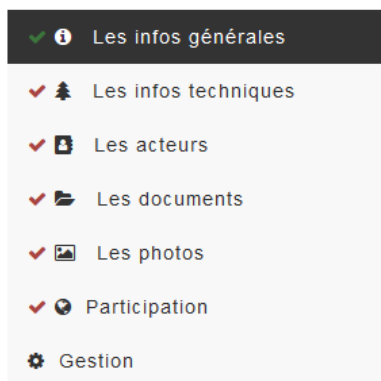 Les infos générales
Les infos techniques
Les acteurs
Les documents
Les photos
Participation
Gestion